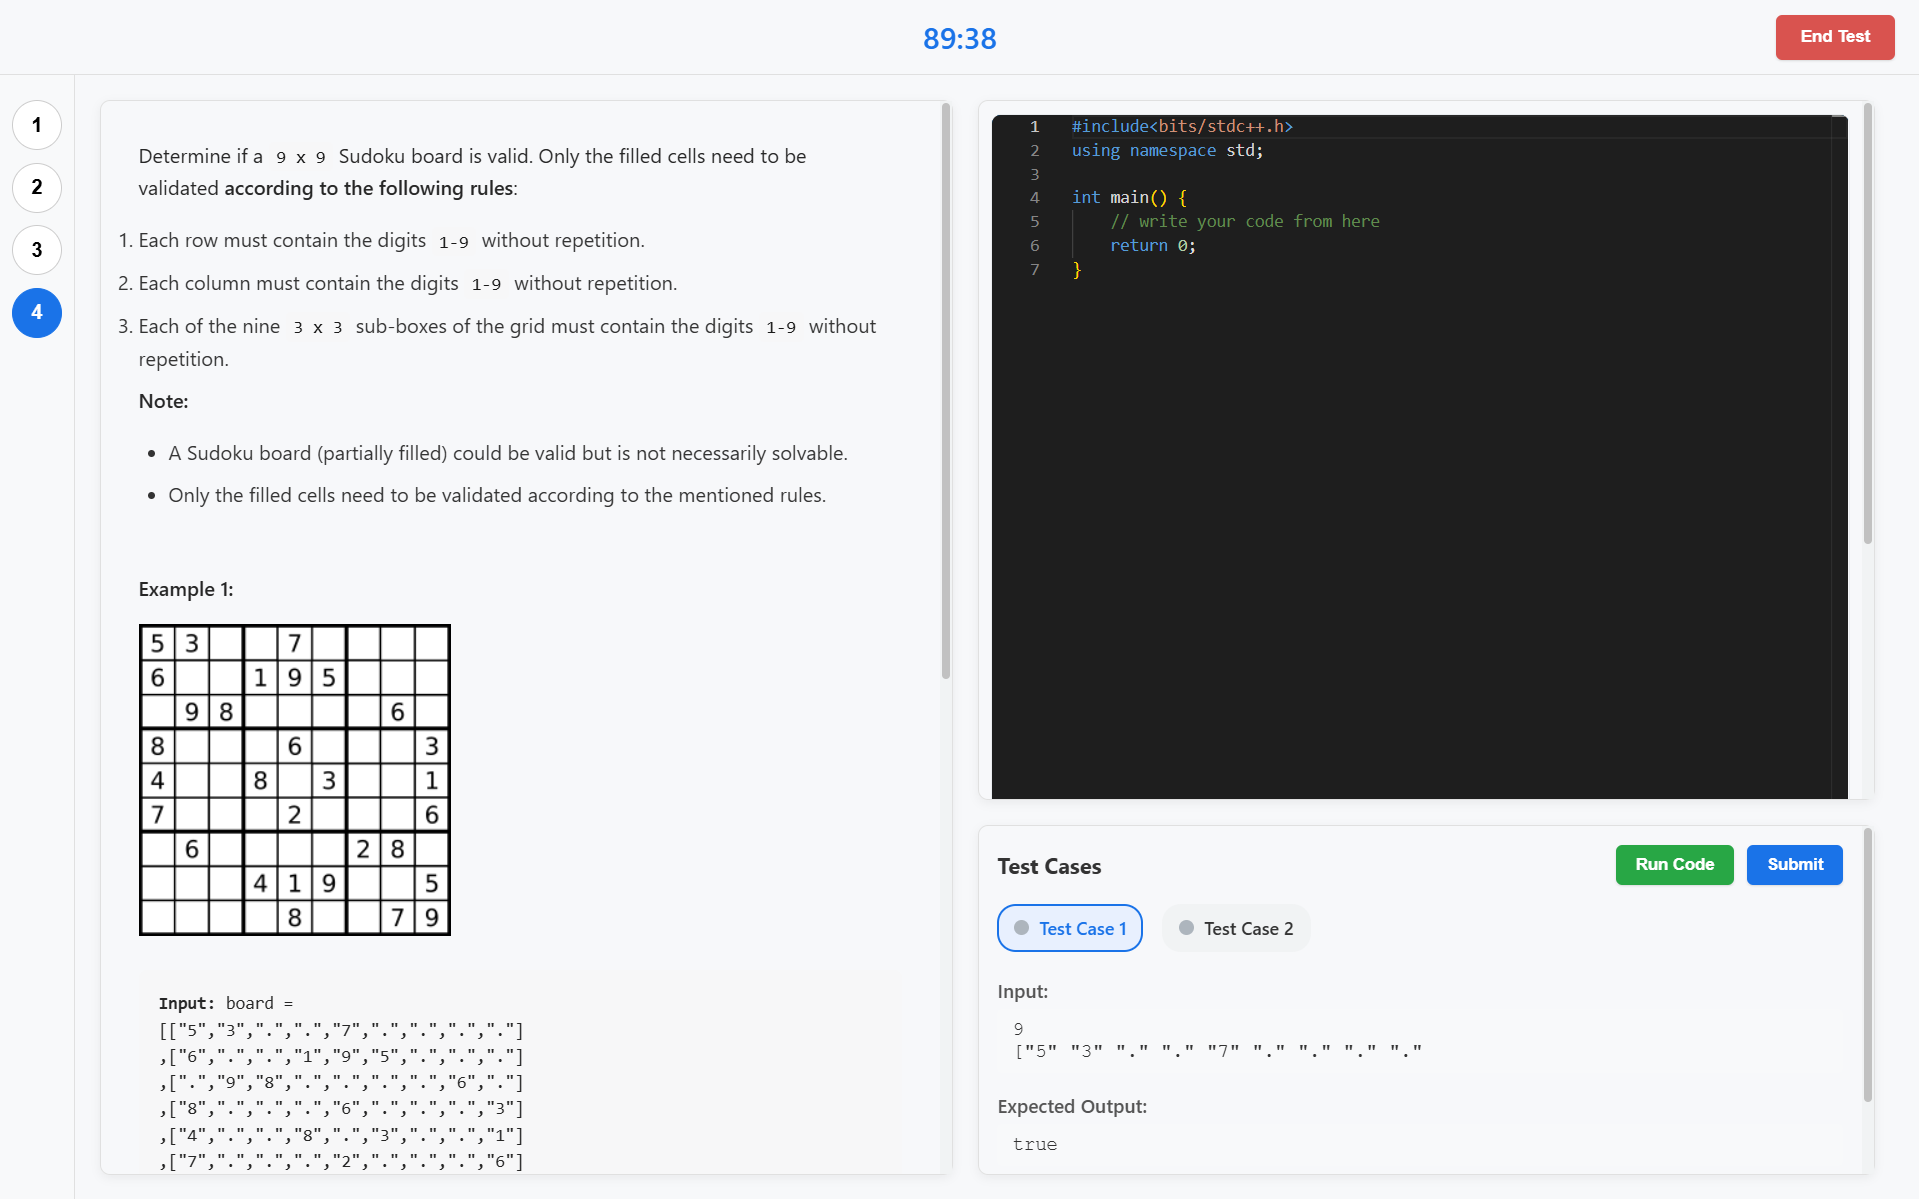 89:38
End Test
1
2
3
4
Determine if a 9 x 9 Sudoku board is valid. Only the filled cells need to be
validated according to the following rules:
1. Each row must contain the digits 1-9 without repetition.
2. Each column must contain the digits 1-9 without repetition.
3. Each of the nine 3 x 3 sub-boxes of the grid must contain the digits 1-9 without
repetition.
Note:
• A Sudoku board (partially filled) could be valid but is not necessarily solvable.
• Only the filled cells need to be validated according to the mentioned rules.
Example 1:
5 3 7
6 1 9 5
9 8 6
8 6 3
4 8 3 1
7 2 6
6 2 8
4 1 9 5
8 7 9
Input: board =
[["5","3",".",".","7",".",".",".","."]
,["6",".",".","1","9","5",".",".","."]
,[".","9","8",".",".",".",".","6","."]
,["8",".",".",".","6",".",".",".","3"]
,["4",".",".","8",".","3",".",".","1"]
,["7",".",".",".","2",".",".",".","6"]
1 #include<bits/stdc++.h>
2 using namespace std;
3
4 int main() {
5 // write your code from here
6 return 0;
7 }
Test Cases
Run Code
Submit
Test Case 1
Test Case 2
Input:
9
["5" "3" "." "." "7" "." "." "." "."
Expected Output:
true